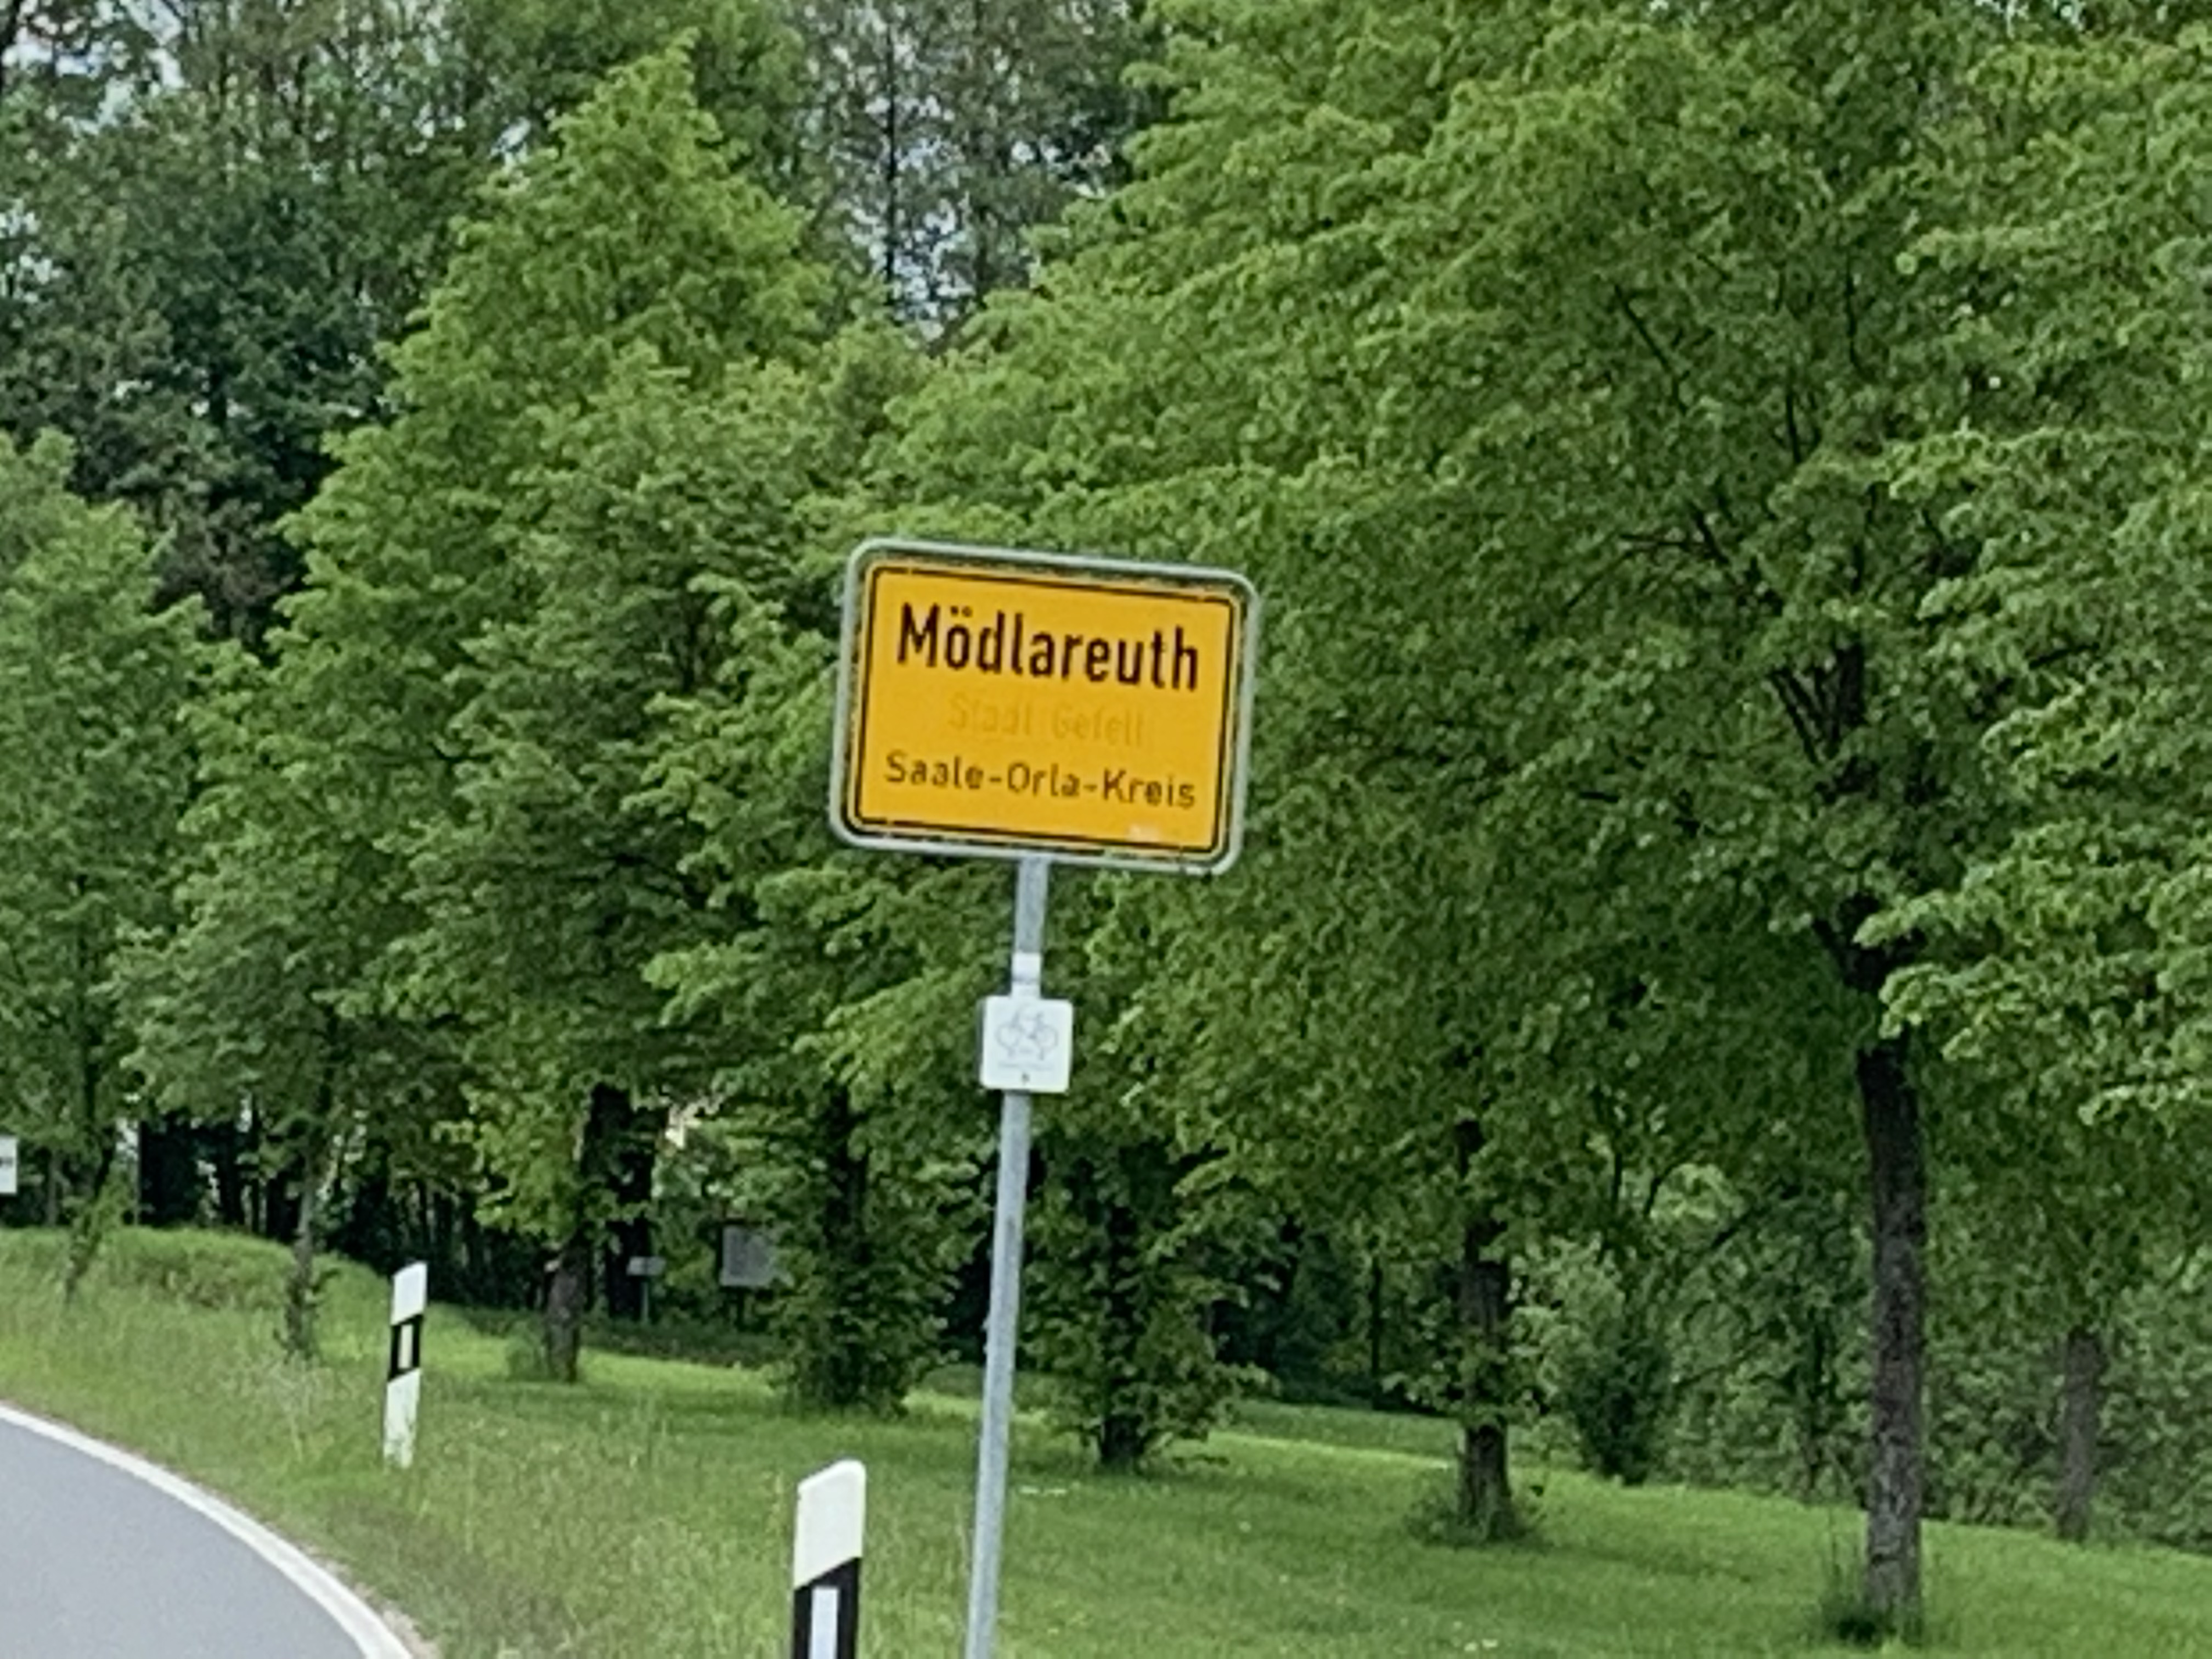 Mödlareuth
Stadt Gefell
Saale-Orla-Kreis